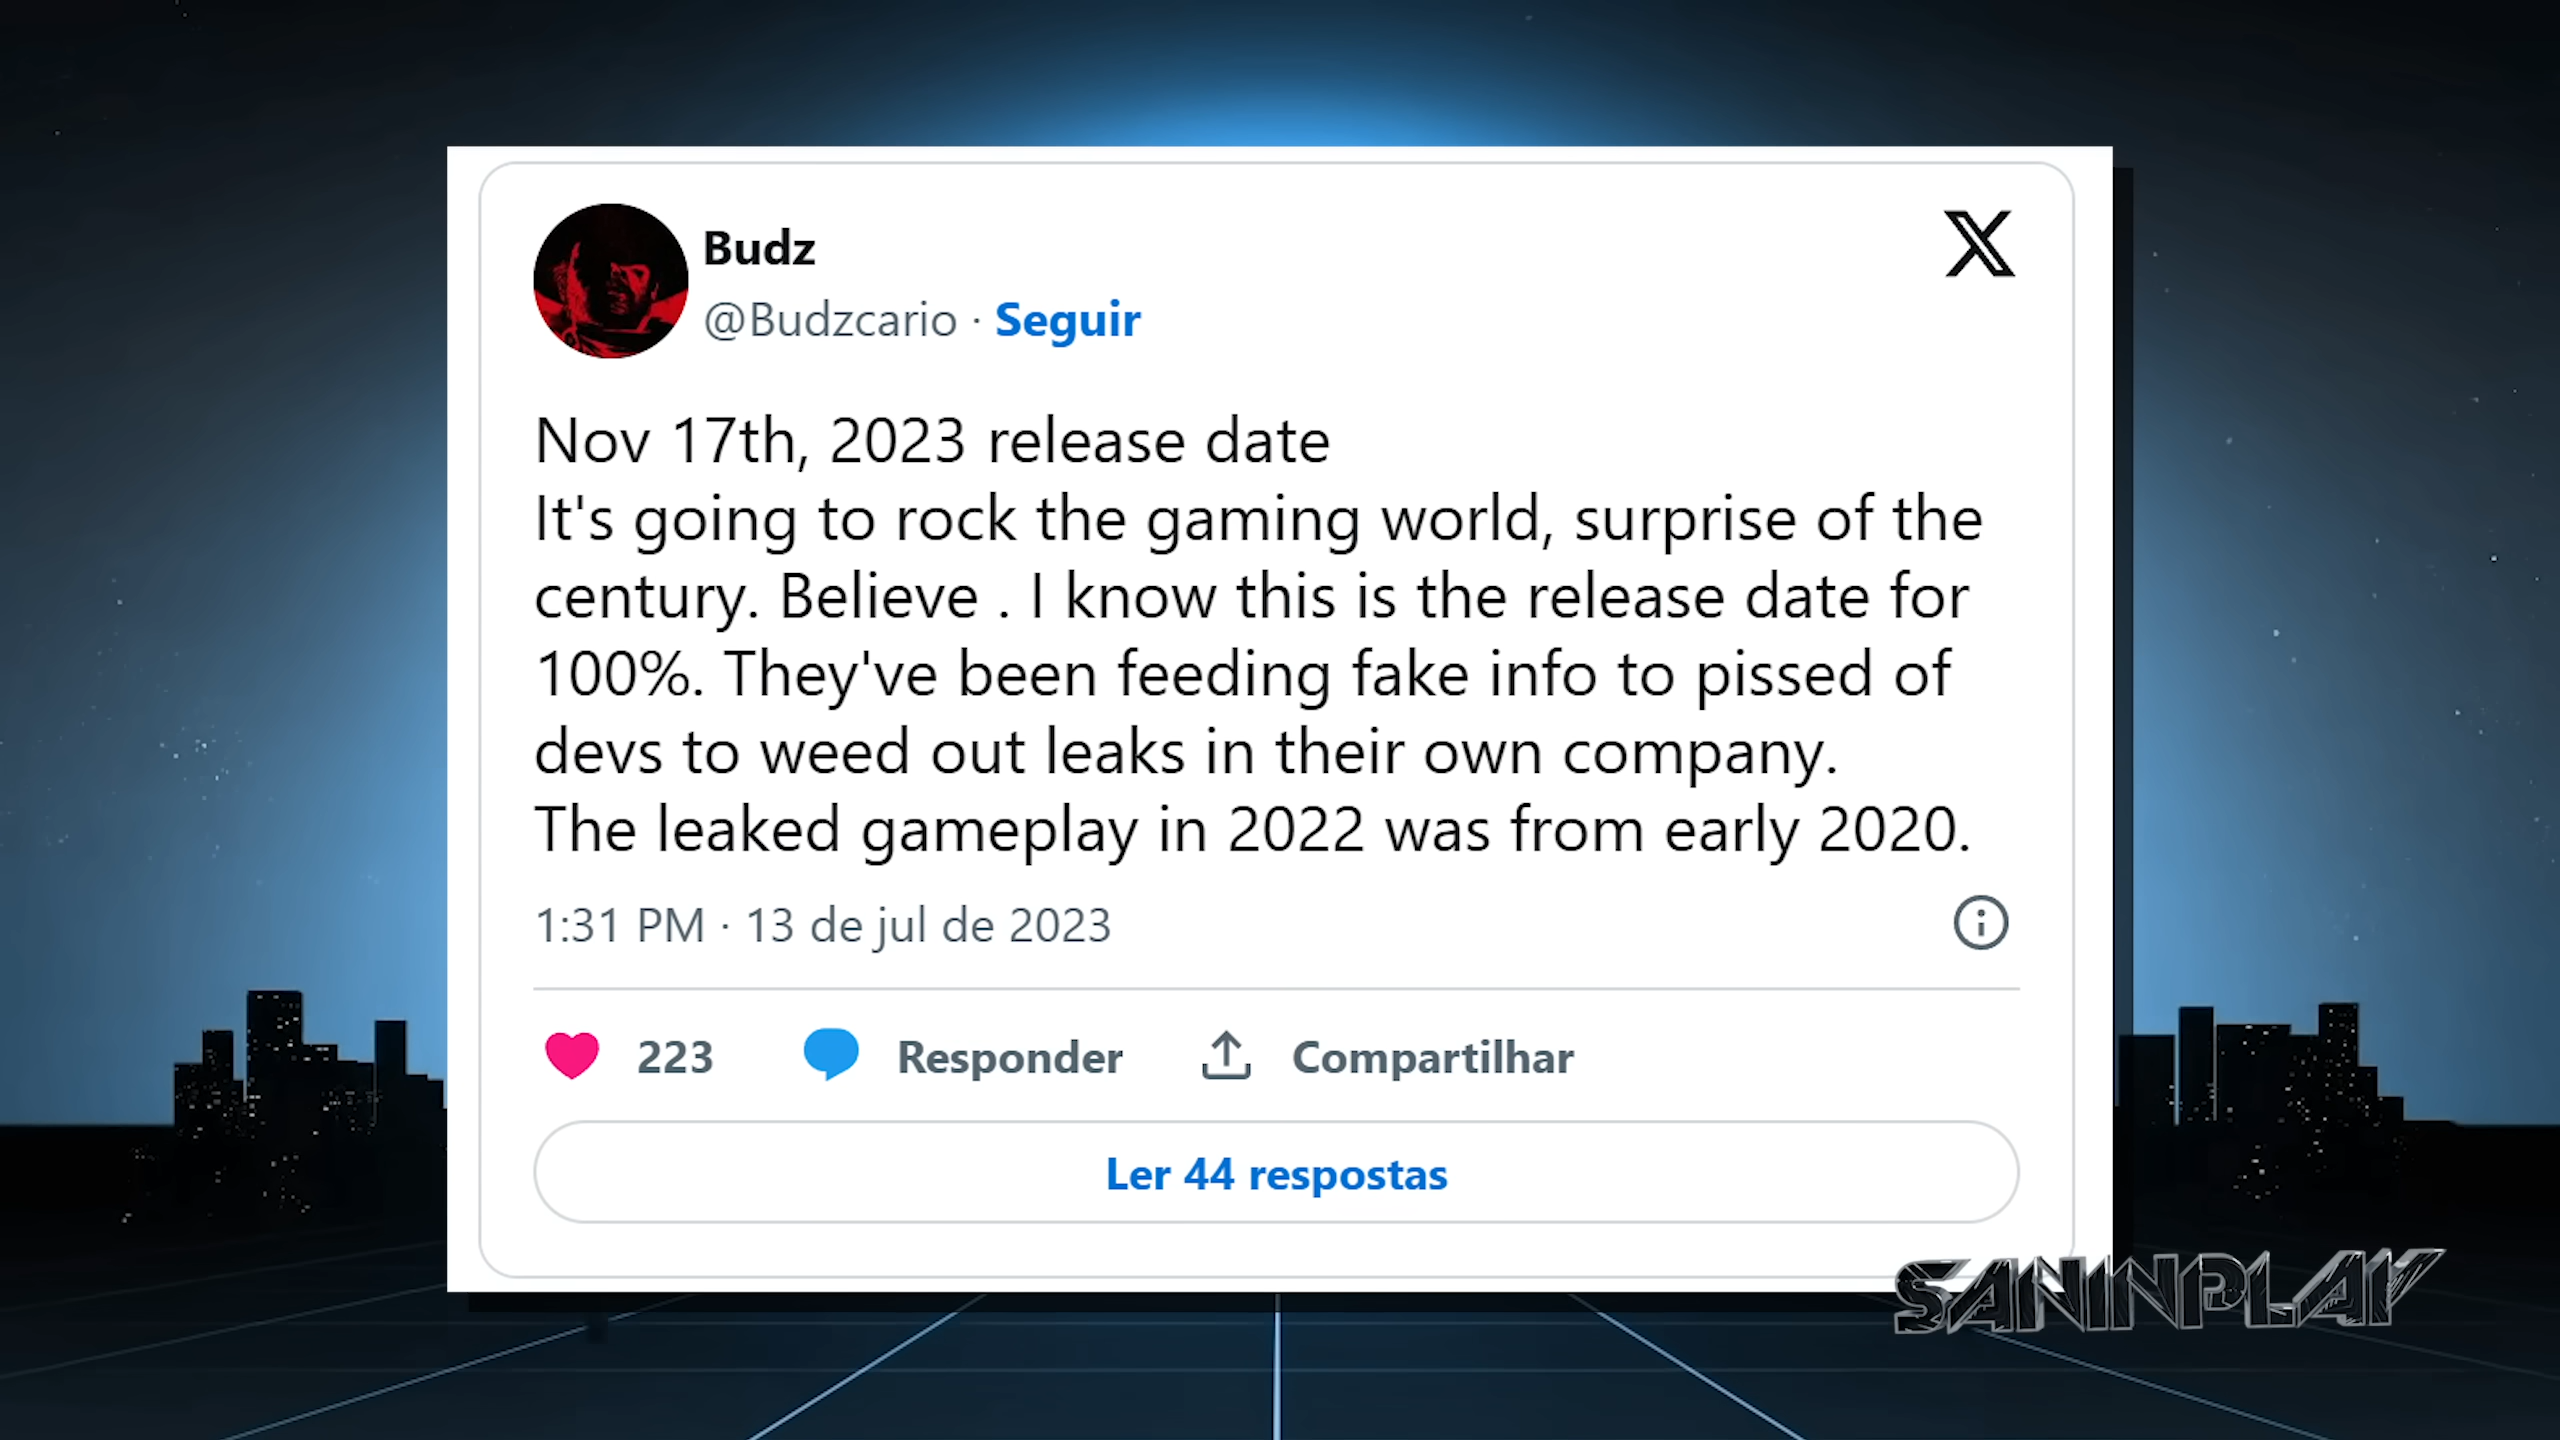 Budz
@Budzcario · Seguir
Nov 17th, 2023 release date
It's going to rock the gaming world, surprise of the
century. Believe . I know this is the release date for
100%. They've been feeding fake info to pissed of
devs to weed out leaks in their own company.
The leaked gameplay in 2022 was from early 2020.
1:31 PM · 13 de jul de 2023
223 Responder Compartilhar
Ler 44 respostas
SANINPLAY